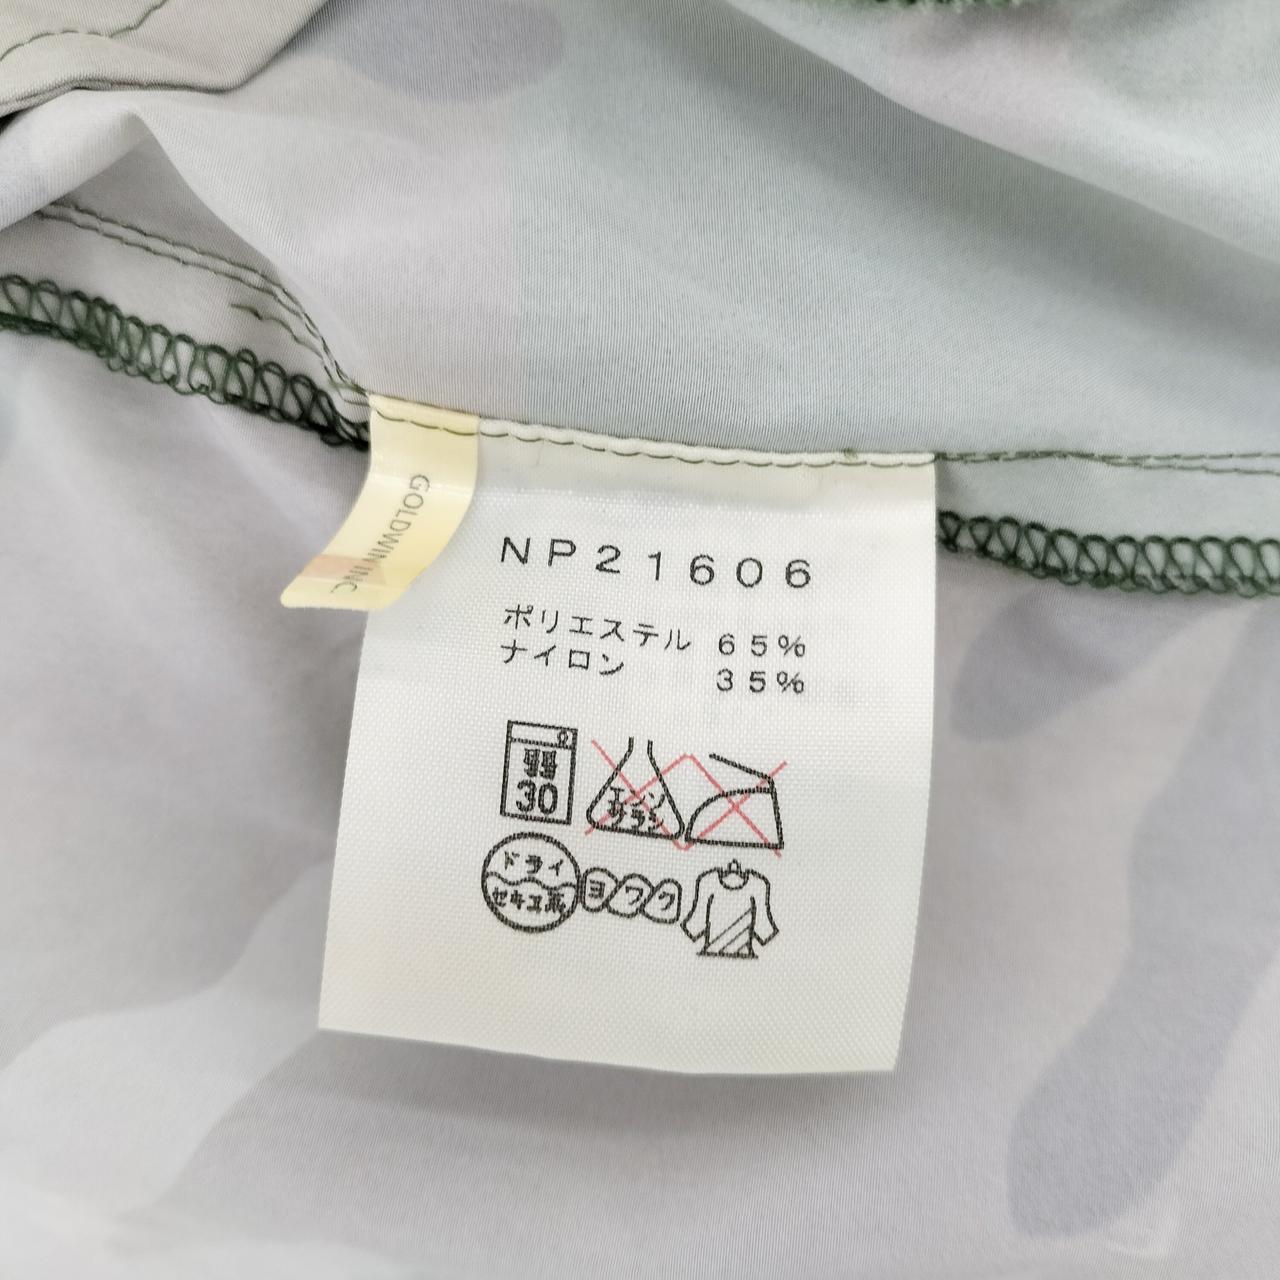 GOLDWIN INC
NP21606
ポリエステル 65%
ナイロン 35%
30
エンソ
サラシ
ドライ
セキユ系
ヨワク